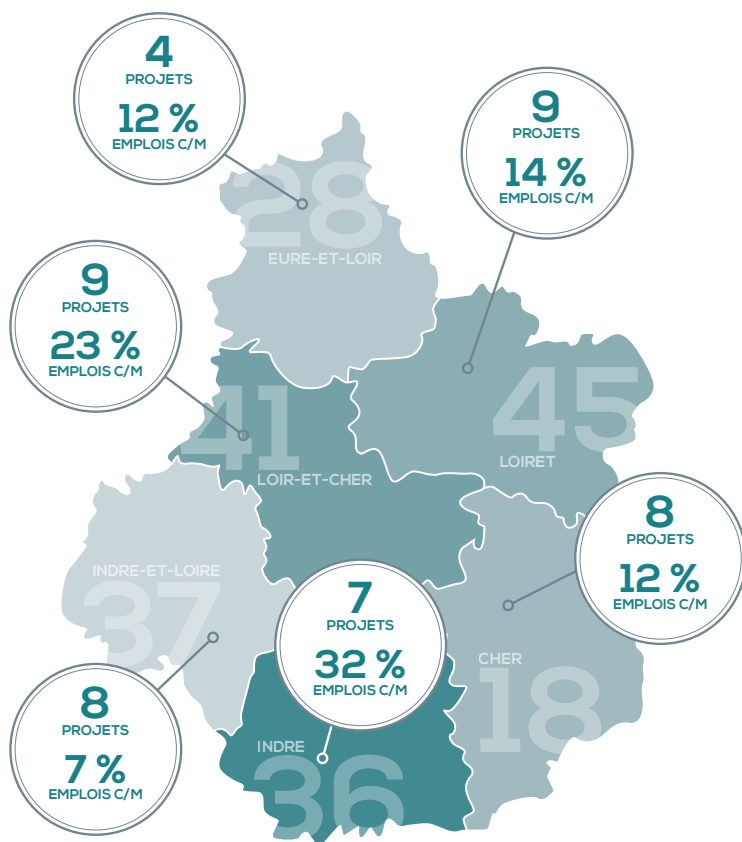 4
PROJETS
12 %
EMPLOIS C/M
9
PROJETS
14 %
EMPLOIS C/M
28
EURE-ET-LOIR
9
PROJETS
23 %
EMPLOIS C/M
45
LOIRET
41
LOIR-ET-CHER
8
PROJETS
12 %
EMPLOIS C/M
INDRE-ET-LOIRE
37
7
PROJETS
32 %
EMPLOIS C/M
CHER
18
8
PROJETS
7 %
EMPLOIS C/M
INDRE
36